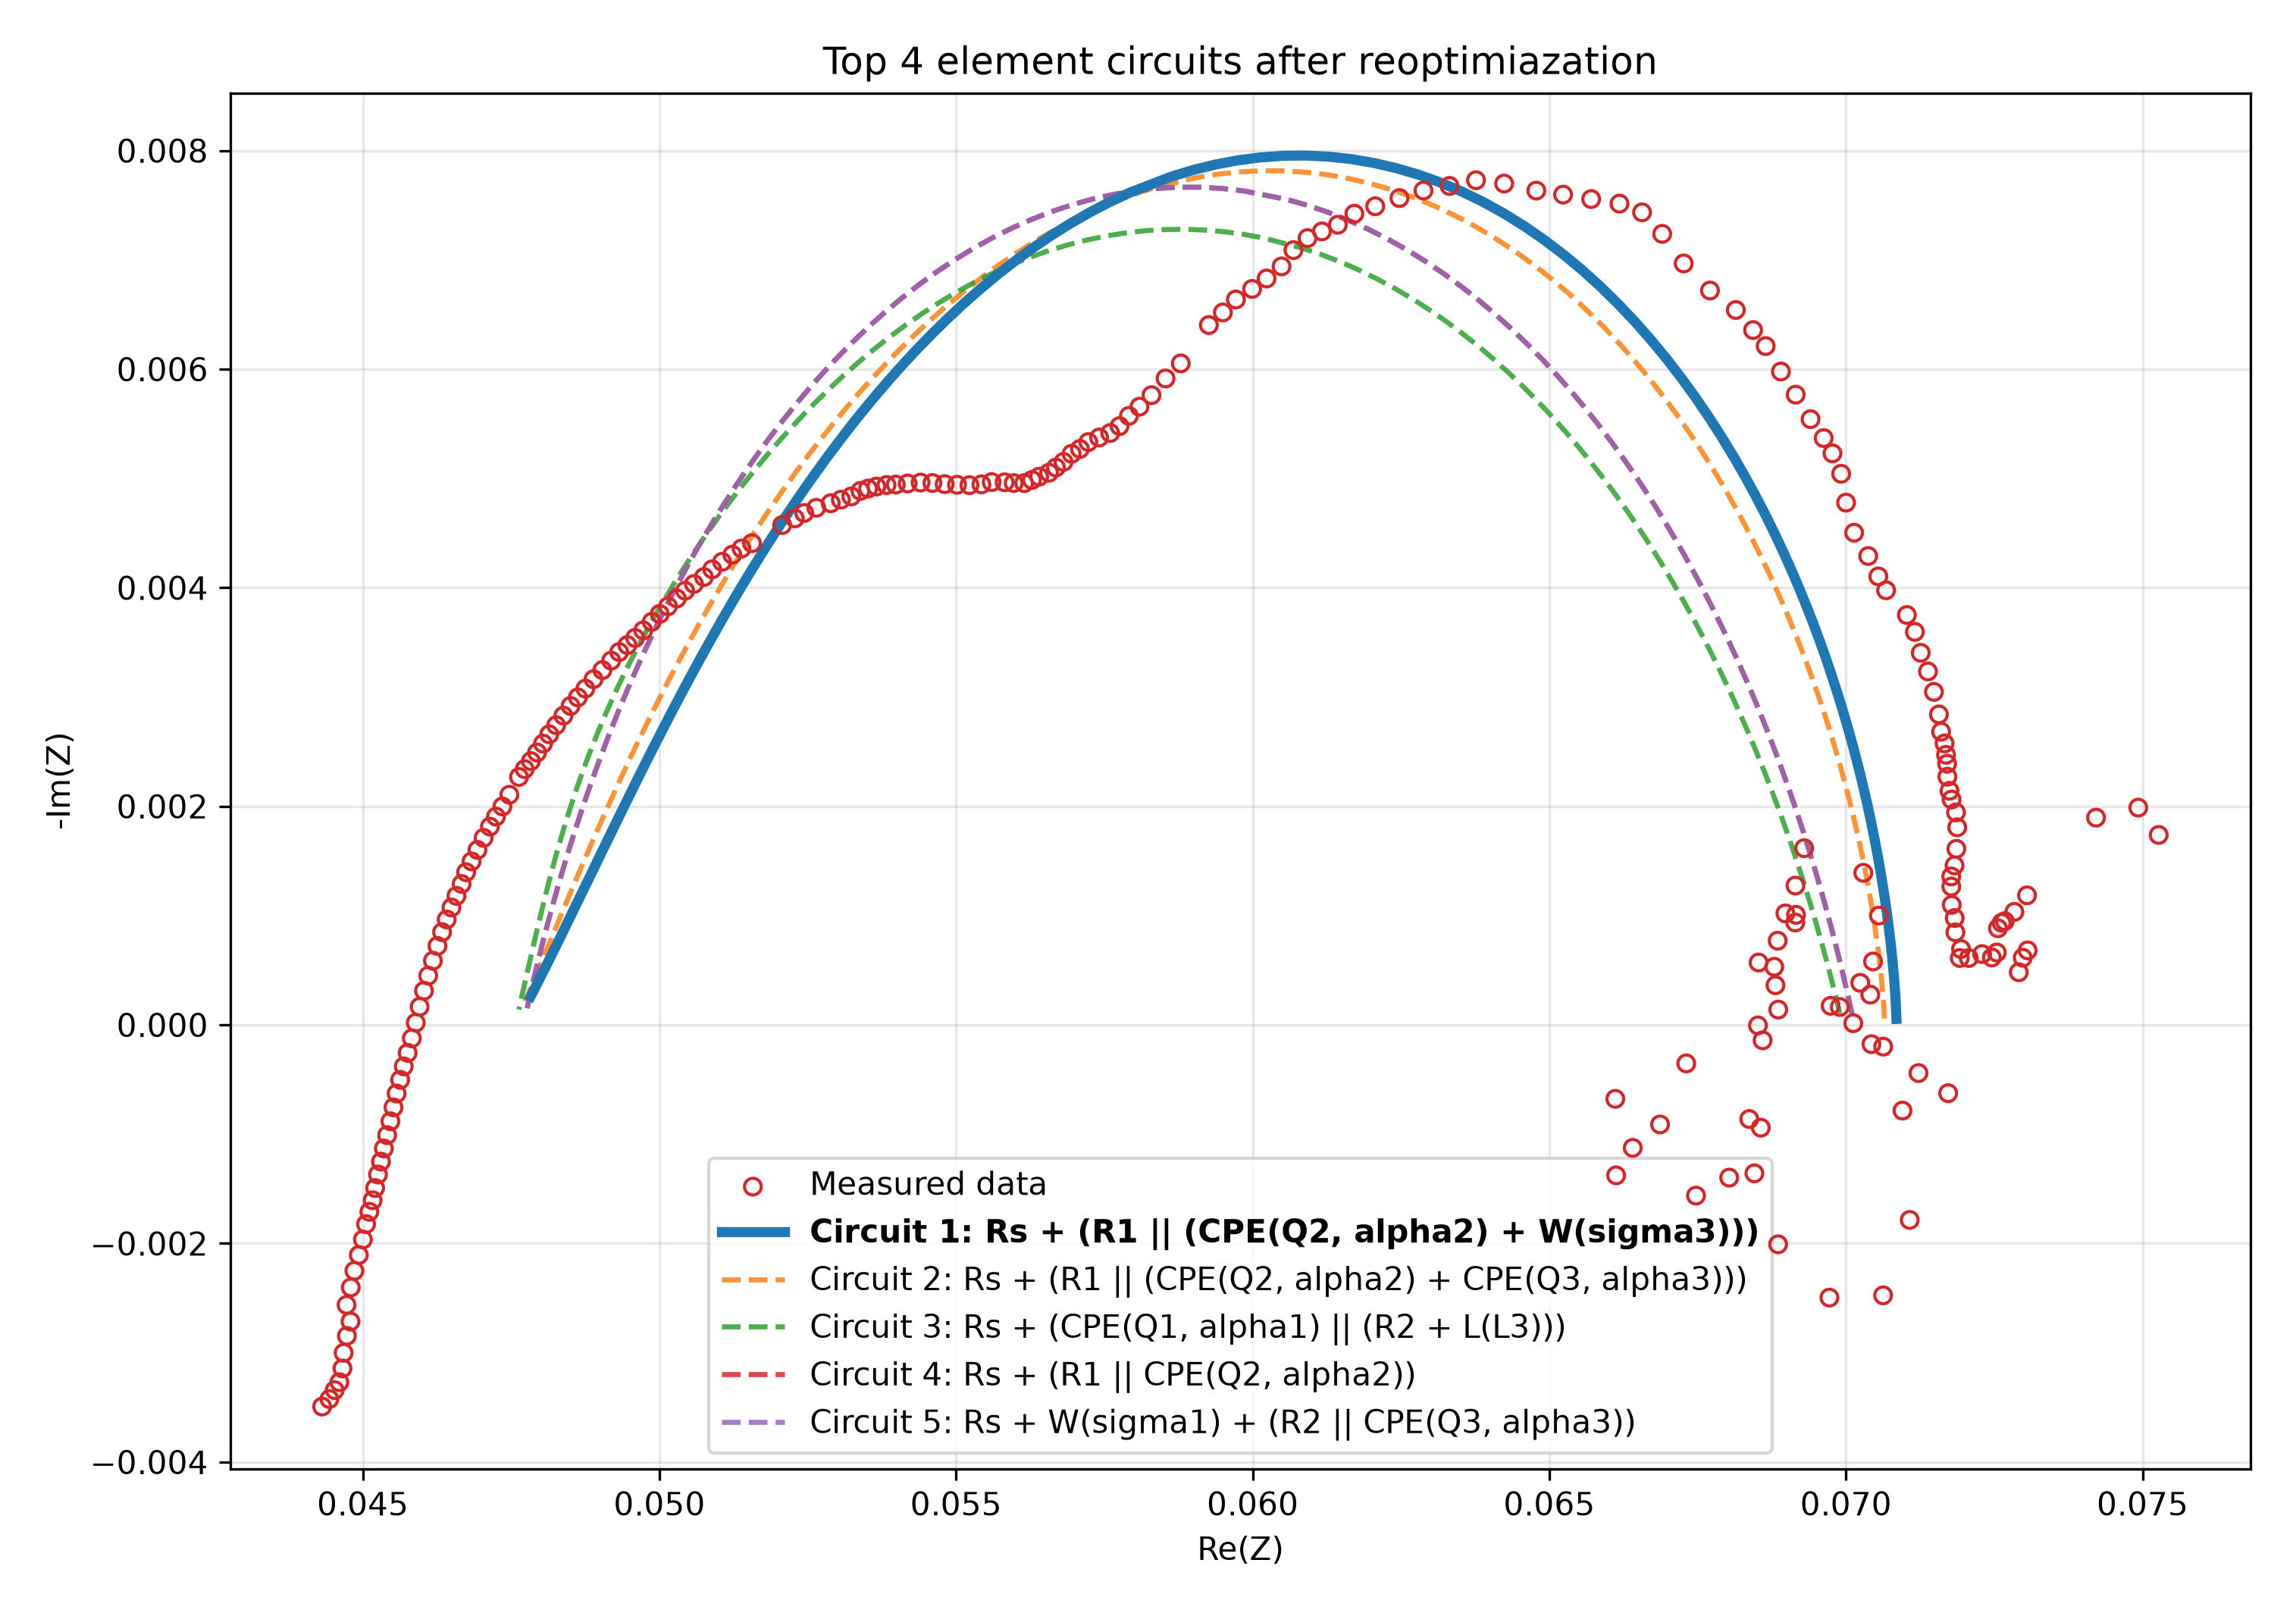 Top 4 element circuits after reoptimiazation
0.008
0.006
0.004
0.002
0.000
−0.002
−0.004
-Im(Z)
Measured data
Circuit 1: Rs + (R1 || (CPE(Q2, alpha2) + W(sigma3)))
Circuit 2: Rs + (R1 || (CPE(Q2, alpha2) + CPE(Q3, alpha3)))
Circuit 3: Rs + (CPE(Q1, alpha1) || (R2 + L(L3)))
Circuit 4: Rs + (R1 || CPE(Q2, alpha2))
Circuit 5: Rs + W(sigma1) + (R2 || CPE(Q3, alpha3))
0.045 0.050 0.055 0.060 0.065 0.070 0.075
Re(Z)